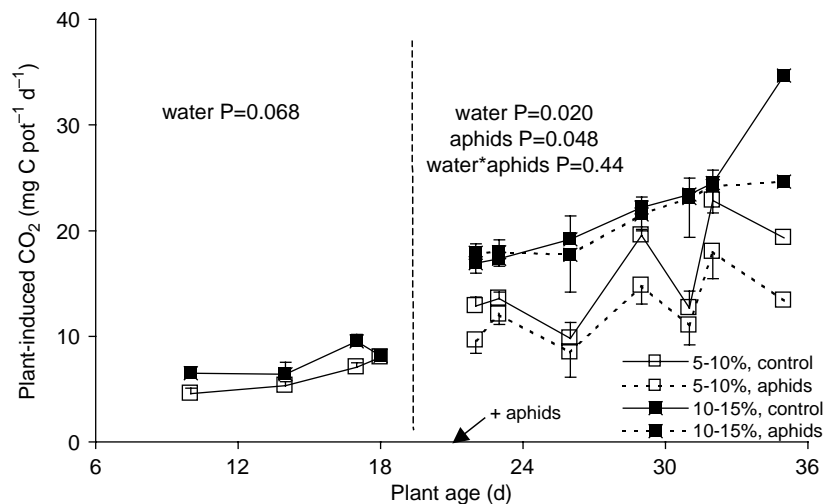 40
30
20
10
0
Plant-induced CO₂ (mg C pot⁻¹ d⁻¹)
water P=0.068
water P=0.020
aphids P=0.048
water*aphids P=0.44
+ aphids
5-10%, control
5-10%, aphids
10-15%, control
10-15%, aphids
6 12 18 24 30 36
Plant age (d)